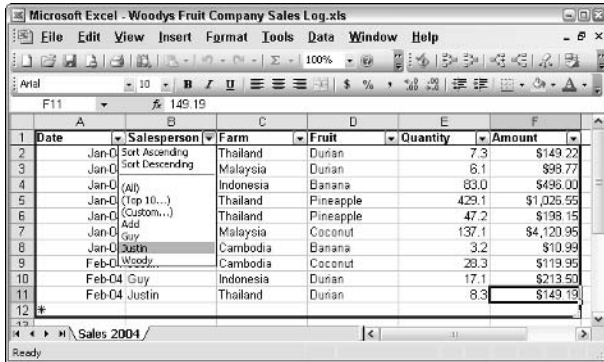 Microsoft Excel - Woodys Fruit Company Sales Log.xls
File Edit View Insert Format Tools Data Window Help
100%
Arial 10 B I U $ % ,
F11 fx 149.19
A B C D E F
1 Date Salesperson Farm Fruit Quantity Amount
2 Jan-0 Sort Ascending Thailand Durian 7.3 $149.22
3 Jan-0 Sort Descending Malaysia Durian 6.1 $98.77
4 Jan-0 (All) Indonesia Banana 83.0 $496.00
5 Jan-0 (Top 10...) Thailand Pineapple 429.1 $1,026.55
6 Jan-0 (Custom...) Thailand Pineapple 47.2 $198.15
Add
7 Jan-0 Guy Malaysia Coconut 137.1 $4,120.95
8 Jan-0 Justin Cambodia Banana 3.2 $10.99
9 Feb-0 Woody Cambodia Coconut 28.3 $119.95
10 Feb-04 Guy Indonesia Durian 17.1 $213.50
11 Feb-04 Justin Thailand Durian 8.3 $149.19
12 *
13
Sales 2004
Ready